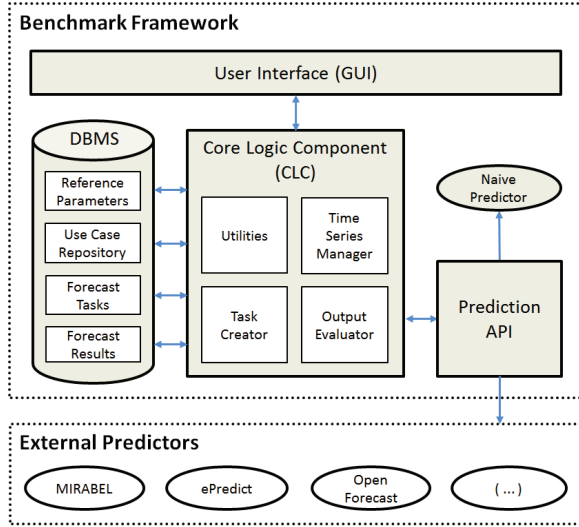 Benchmark Framework
User Interface (GUI)
DBMS
Reference
Parameters
Use Case
Repository
Forecast
Tasks
Forecast
Results
Core Logic Component
(CLC)
Utilities
Time
Series
Manager
Task
Creator
Output
Evaluator
Naive
Predictor
Prediction
API
External Predictors
MIRABEL
ePredict
Open
Forecast
( ... )